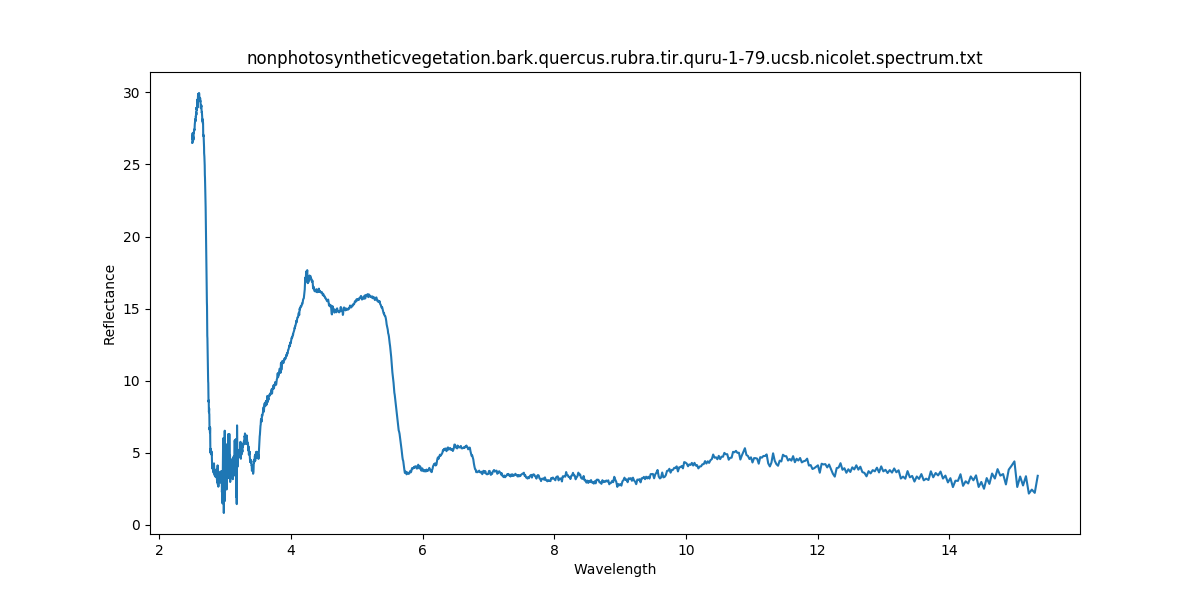 nonphotosyntheticvegetation.bark.quercus.rubra.tir.quru-1-79.ucsb.nicolet.spectrum.txt
30
25
20
15
10
5
0
Reflectance
2 4 6 8 10 12 14
Wavelength